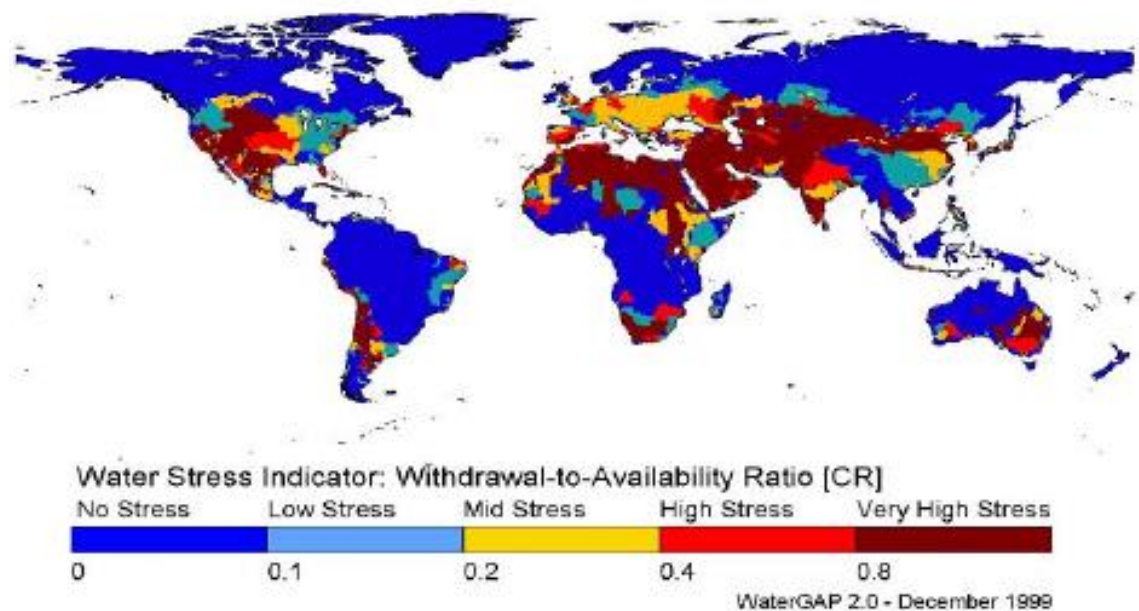 Water Stress Indicator: Withdrawal-to-Availability Ratio [CR]
No Stress Low Stress Mid Stress High Stress Very High Stress
0 0.1 0.2 0.4 0.8
WaterGAP 2.0 - December 1999